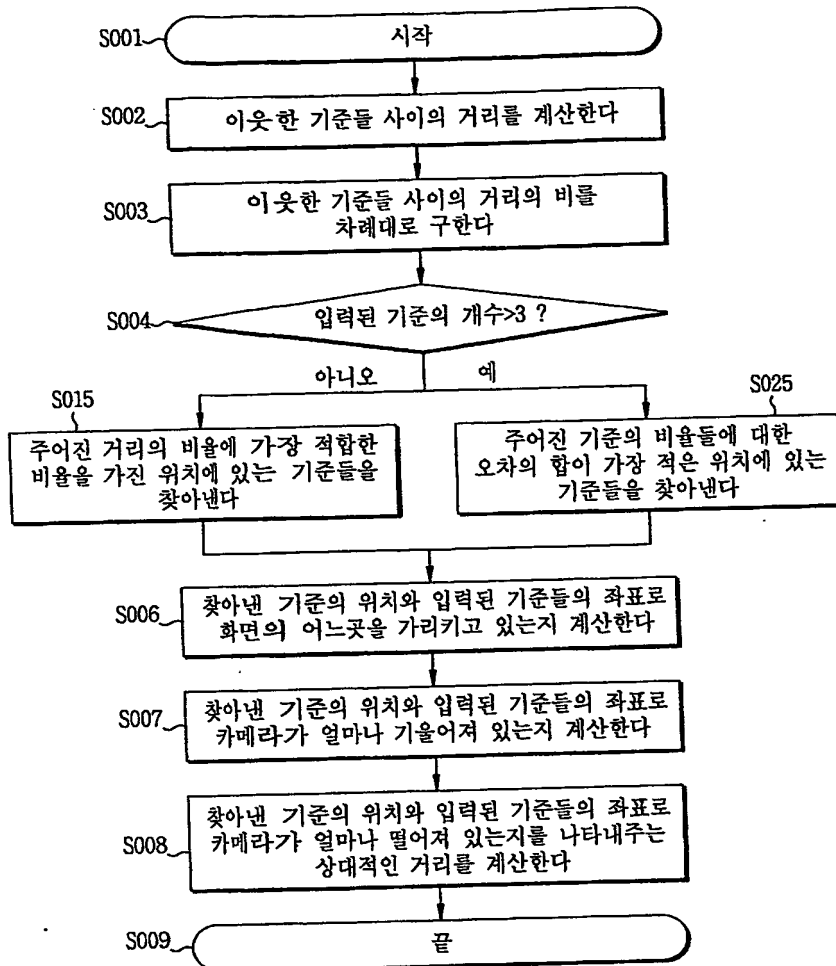 S001
시작
S002
이웃한 기준들 사이의 거리를 계산한다
S003
이웃한 기준들 사이의 거리의 비를
차례대로 구한다
S004
입력된 기준의 개수>3 ?
아니오
예
S015
주어진 거리의 비율에 가장 적합한
비율을 가진 위치에 있는 기준들을
찾아낸다
S025
주어진 기준의 비율들에 대한
오차의 합이 가장 적은 위치에 있는
기준들을 찾아낸다
S006
찾아낸 기준의 위치와 입력된 기준들의 좌표로
화면의 어느곳을 가리키고 있는지 계산한다
S007
찾아낸 기준의 위치와 입력된 기준들의 좌표로
카메라가 얼마나 기울어져 있는지 계산한다
S008
찾아낸 기준의 위치와 입력된 기준들의 좌표로
카메라가 얼마나 떨어져 있는지를 나타내주는
상대적인 거리를 계산한다
S009
끝